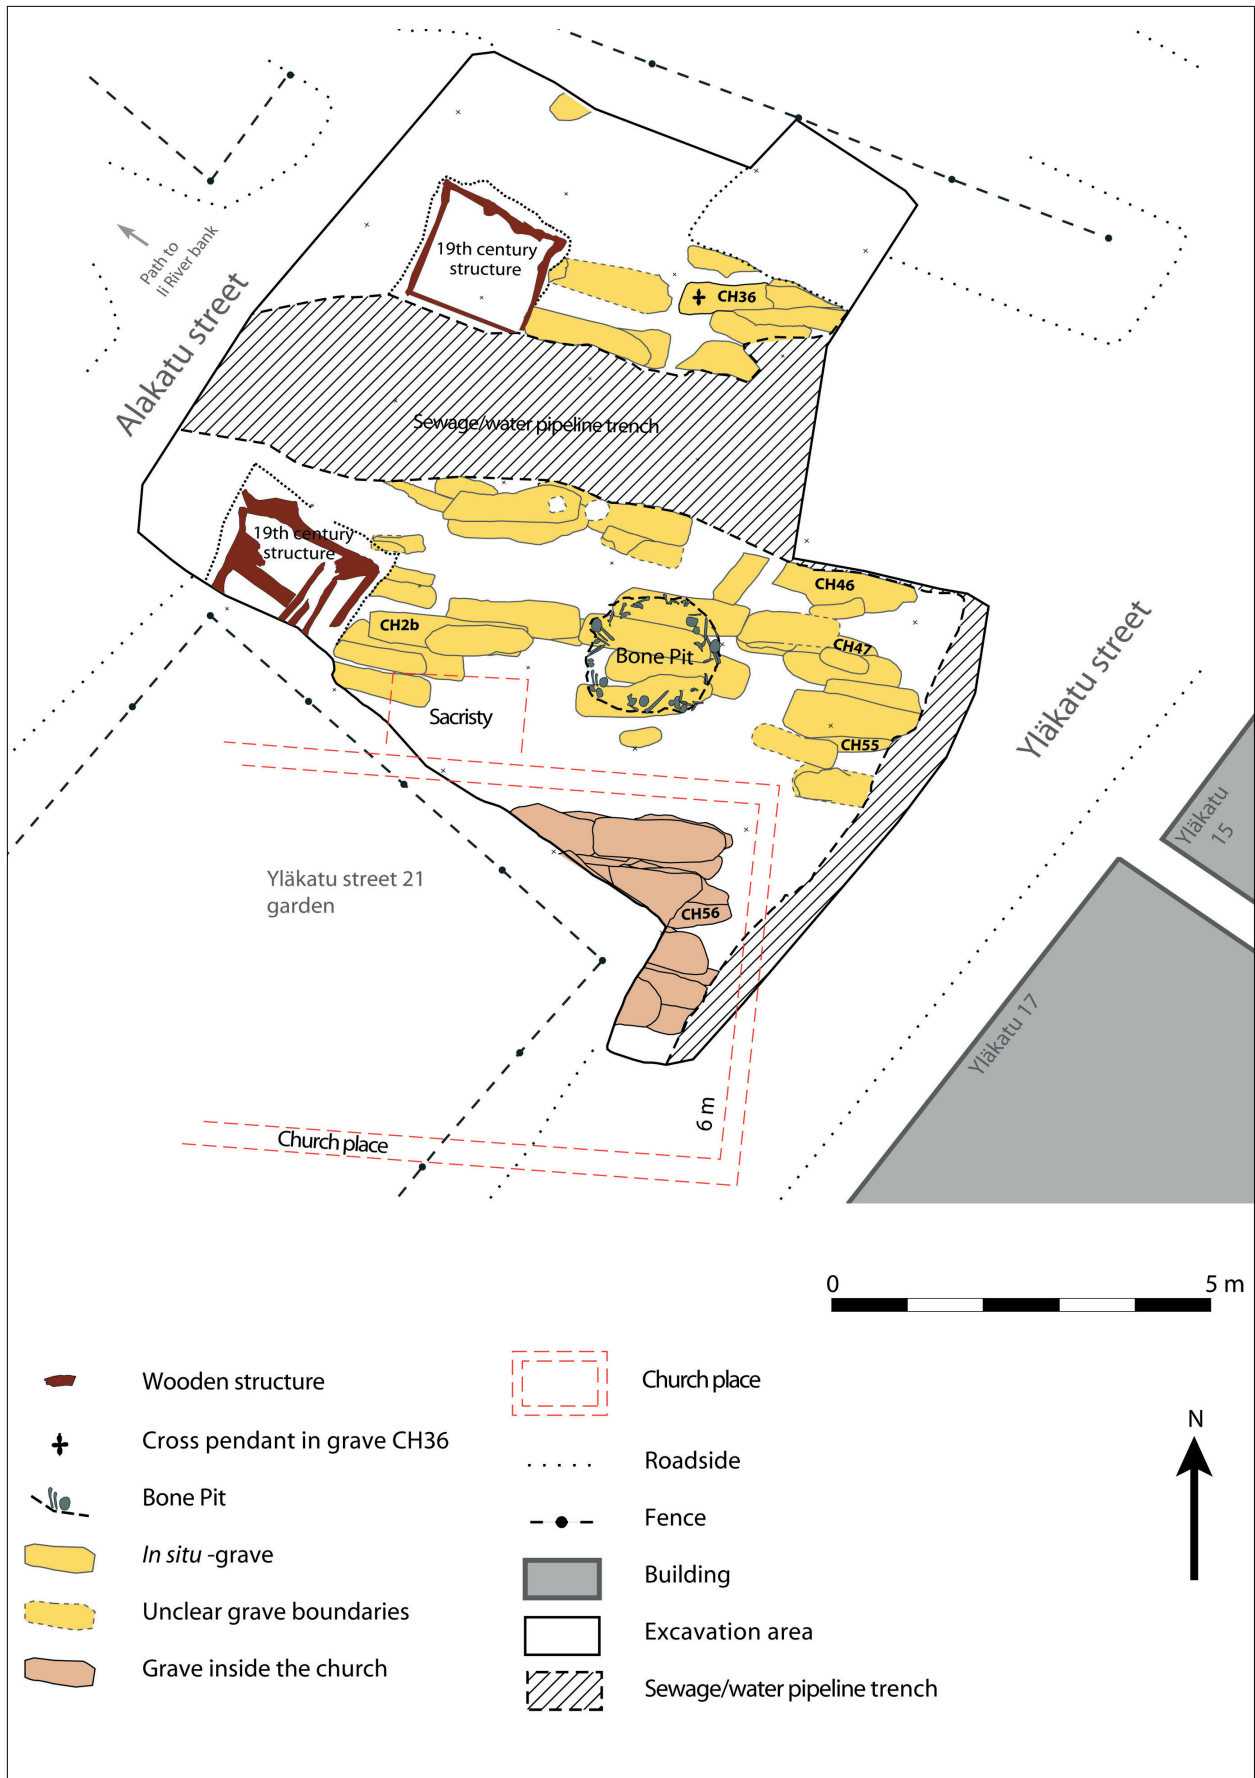 Path to
Ii River bank
Alakatu street
19th century
structure
CH36
Sewage/water pipeline trench
19th century
structure
CH46
CH2b
CH47
Bone Pit
Sacristy
CH55
Yläkatu street
Yläkatu
15
Yläkatu street 21
garden
CH56
Yläkatu 17
6 m
Church place
0
5 m
Wooden structure
Cross pendant in grave CH36
Bone Pit
In situ -grave
Unclear grave boundaries
Grave inside the church
Church place
Roadside
Fence
Building
Excavation area
Sewage/water pipeline trench
N